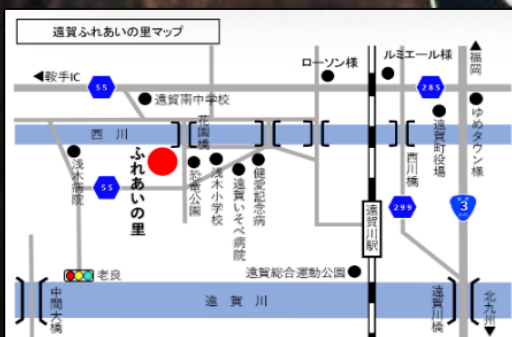 遠賀ふれあいの里マップ
◀鞍手IC
55
遠賀南中学校
ローソン様
ルミエール様
285
▲福岡
ゆめタウン様
遠賀町役場
西川
花園橋
西川橋
浅木病院
55
ふれあいの里
恐竜公園
浅木小学校
遠賀いそべ病院
健愛記念病
遠賀川駅
299
3
老良
遠賀総合運動公園
中間大橋
遠賀川
遠賀川橋
北九州▼